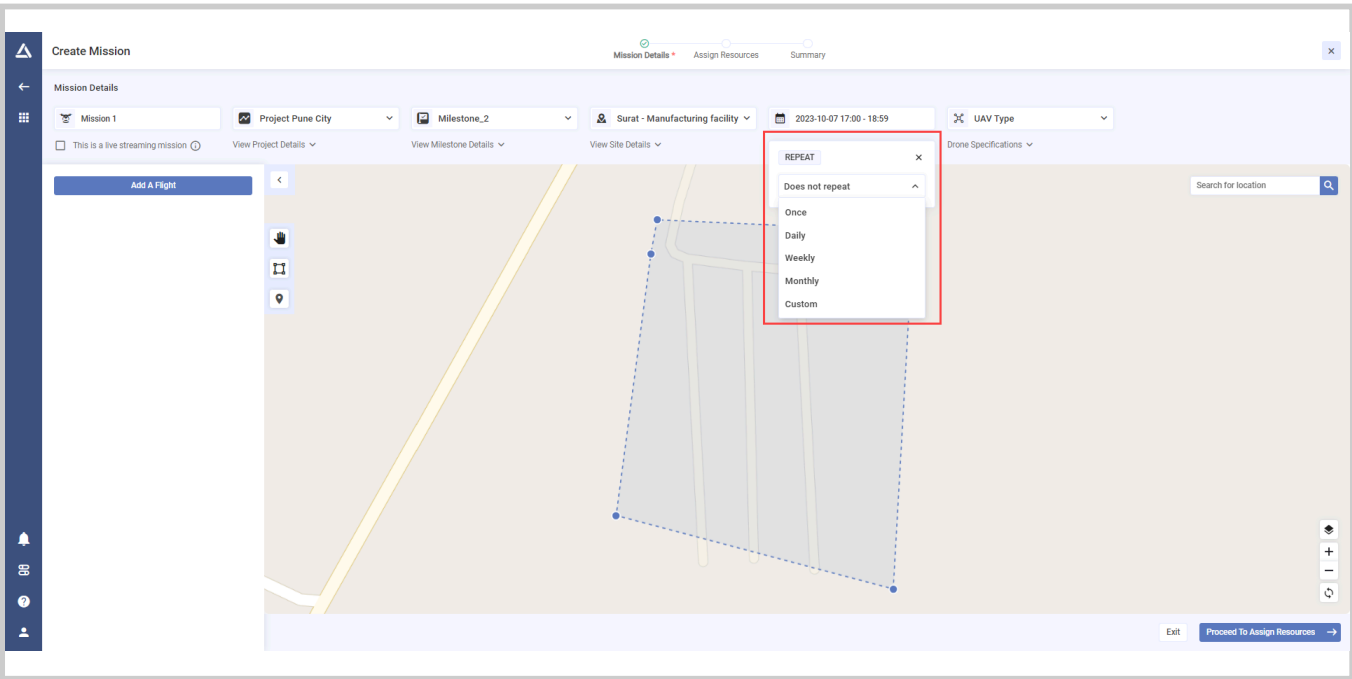 Create Mission
Mission Details *
Assign Resources
Summary
Mission Details
Mission 1
Project Pune City
Milestone_2
Surat - Manufacturing facility
2023-10-07 17:00 - 18:59
UAV Type
This is a live streaming mission
View Project Details
View Milestone Details
View Site Details
Drone Specifications
REPEAT
Does not repeat
Once
Daily
Weekly
Monthly
Custom
Add A Flight
Search for location
Exit
Proceed To Assign Resources